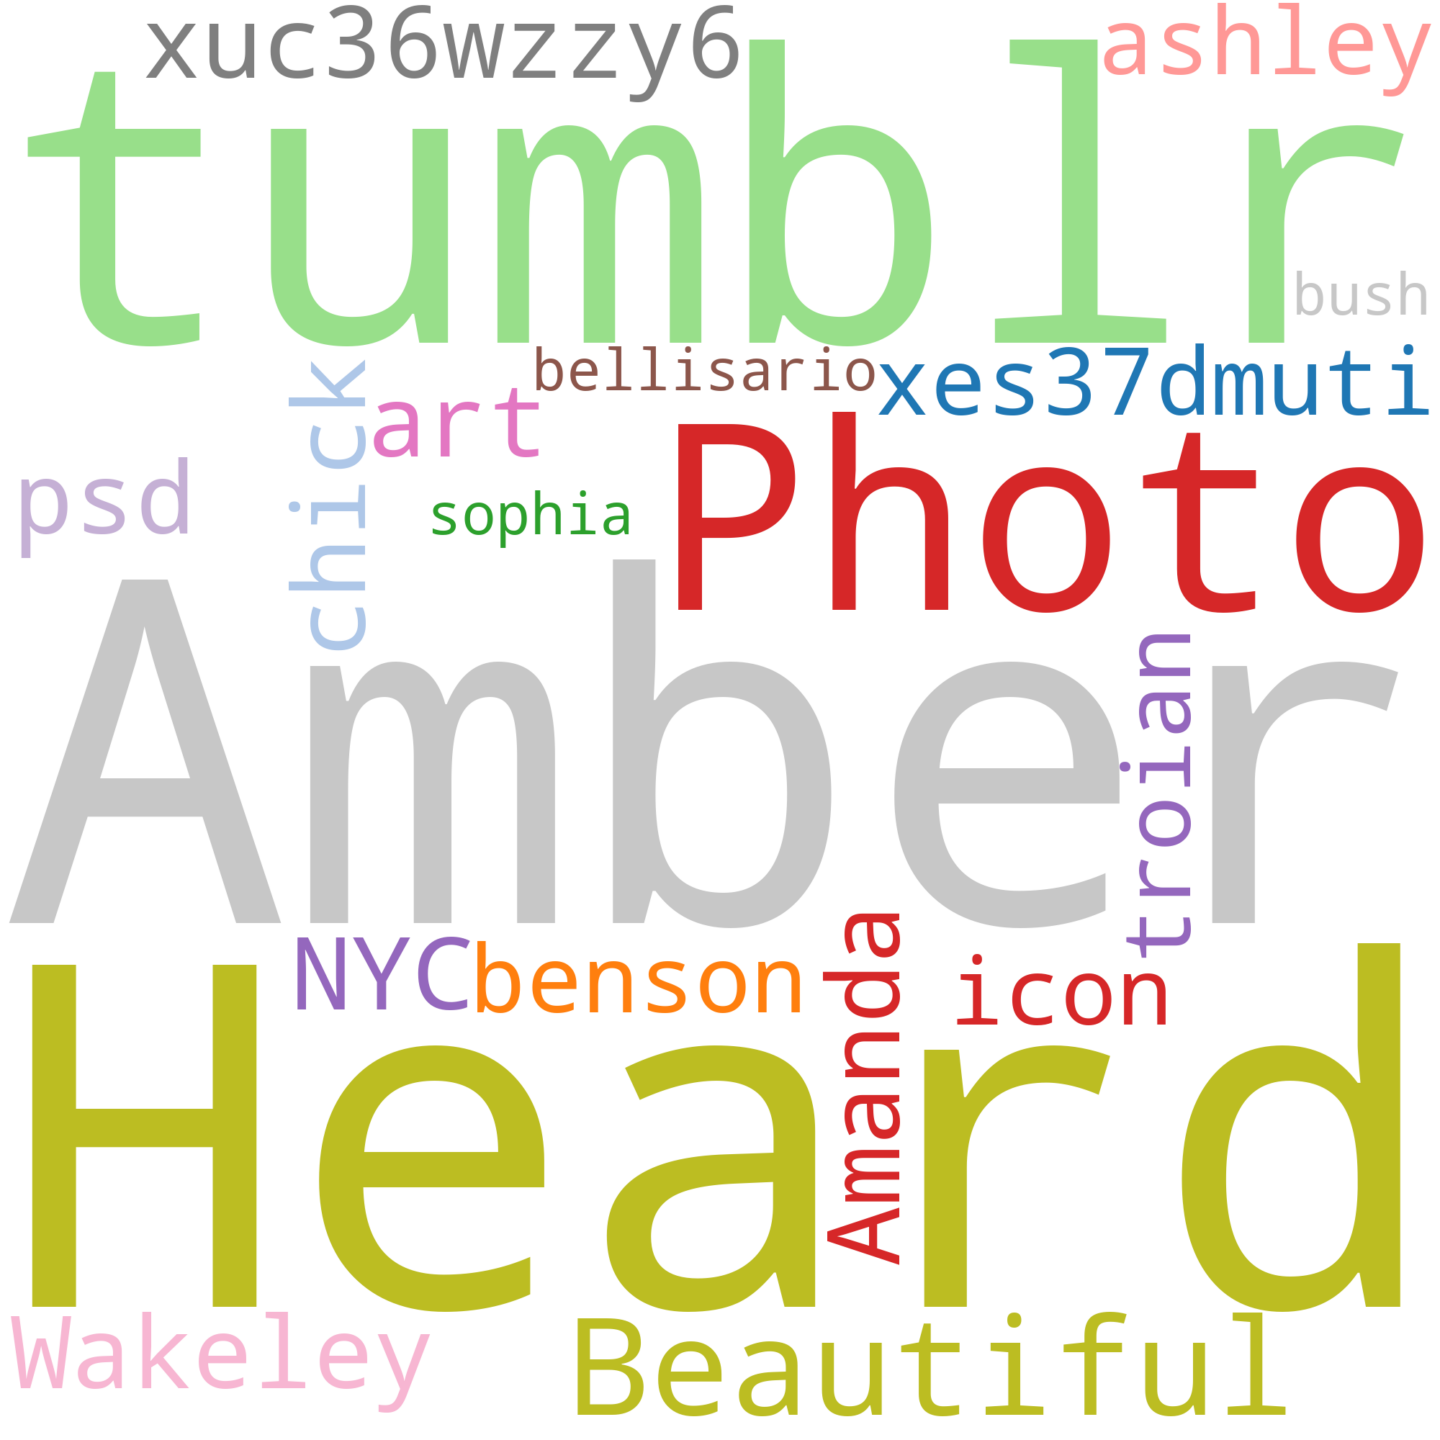 xuc36wzzy6
ashley
tumblr
bush
bellisario
xes37dmuti
chick
art
Photo
psd
sophia
Amber
troian
NYC
benson
Amanda
icon
Heard
Wakeley
Beautiful